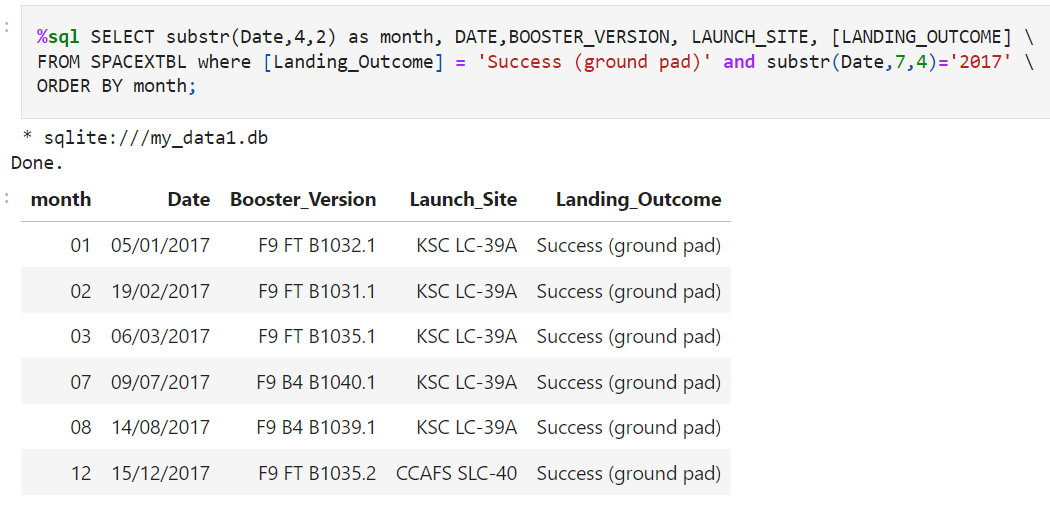 %sql SELECT substr(Date,4,2) as month, DATE,BOOSTER_VERSION, LAUNCH_SITE, [LANDING_OUTCOME] \
FROM SPACEXTBL where [Landing_Outcome] = 'Success (ground pad)' and substr(Date,7,4)='2017' \
ORDER BY month;
* sqlite:///my_data1.db
Done.
month Date Booster_Version Launch_Site Landing_Outcome
01 05/01/2017 F9 FT B1032.1 KSC LC-39A Success (ground pad)
02 19/02/2017 F9 FT B1031.1 KSC LC-39A Success (ground pad)
03 06/03/2017 F9 FT B1035.1 KSC LC-39A Success (ground pad)
07 09/07/2017 F9 B4 B1040.1 KSC LC-39A Success (ground pad)
08 14/08/2017 F9 B4 B1039.1 KSC LC-39A Success (ground pad)
12 15/12/2017 F9 FT B1035.2 CCAFS SLC-40 Success (ground pad)